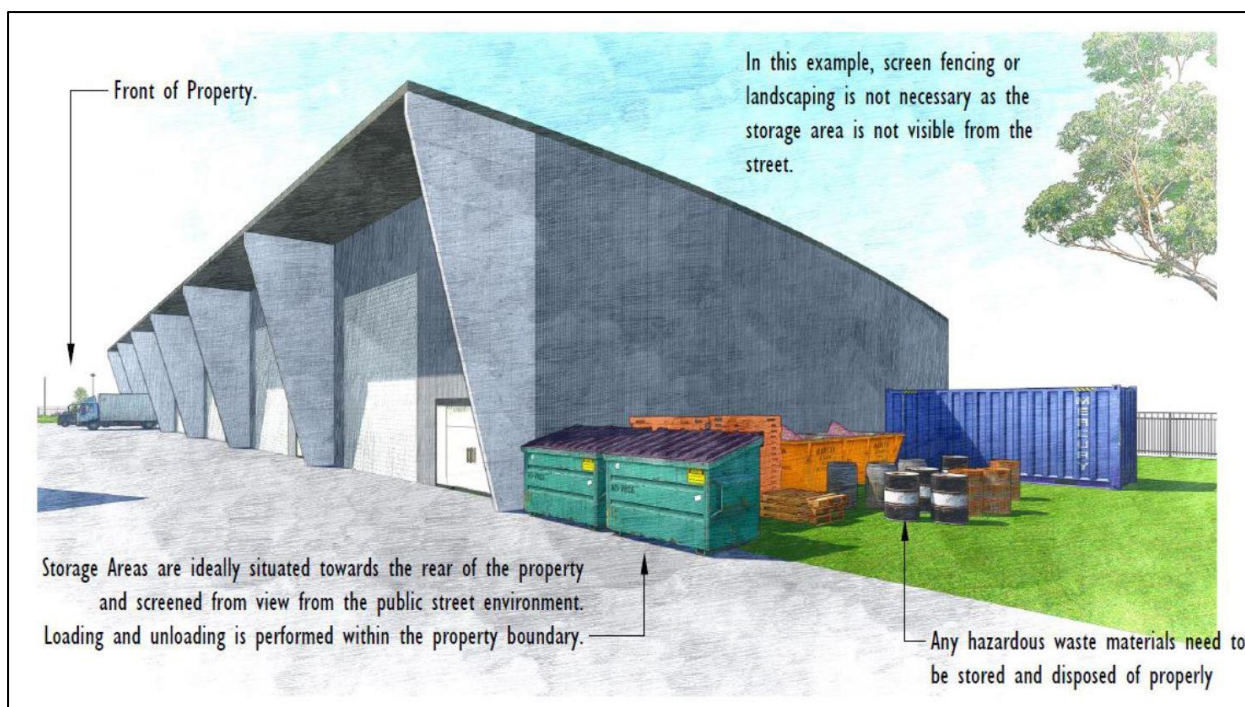 Front of Property.
In this example, screen fencing or
landscaping is not necessary as the
storage area is not visible from the
street.
MERCURY
Storage Areas are ideally situated towards the rear of the property
and screened from view from the public street environment.
Loading and unloading is performed within the property boundary.
Any hazardous waste materials need to
be stored and disposed of properly